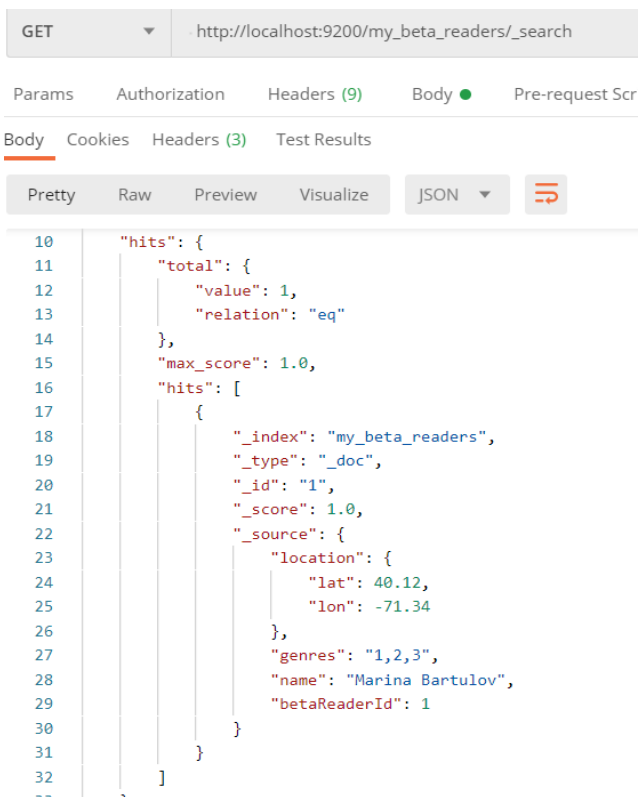 GET http://localhost:9200/my_beta_readers/_search
Params Authorization Headers (9) Body Pre-request Scr
Body Cookies Headers (3) Test Results
Pretty Raw Preview Visualize JSON
10 "hits": {
11 "total": {
12 "value": 1,
13 "relation": "eq"
14 },
15 "max_score": 1.0,
16 "hits": [
17 {
18 "_index": "my_beta_readers",
19 "_type": "_doc",
20 "_id": "1",
21 "_score": 1.0,
22 "_source": {
23 "location": {
24 "lat": 40.12,
25 "lon": -71.34
26 },
27 "genres": "1,2,3",
28 "name": "Marina Bartulov",
29 "betaReaderId": 1
30 }
31 }
32 ]